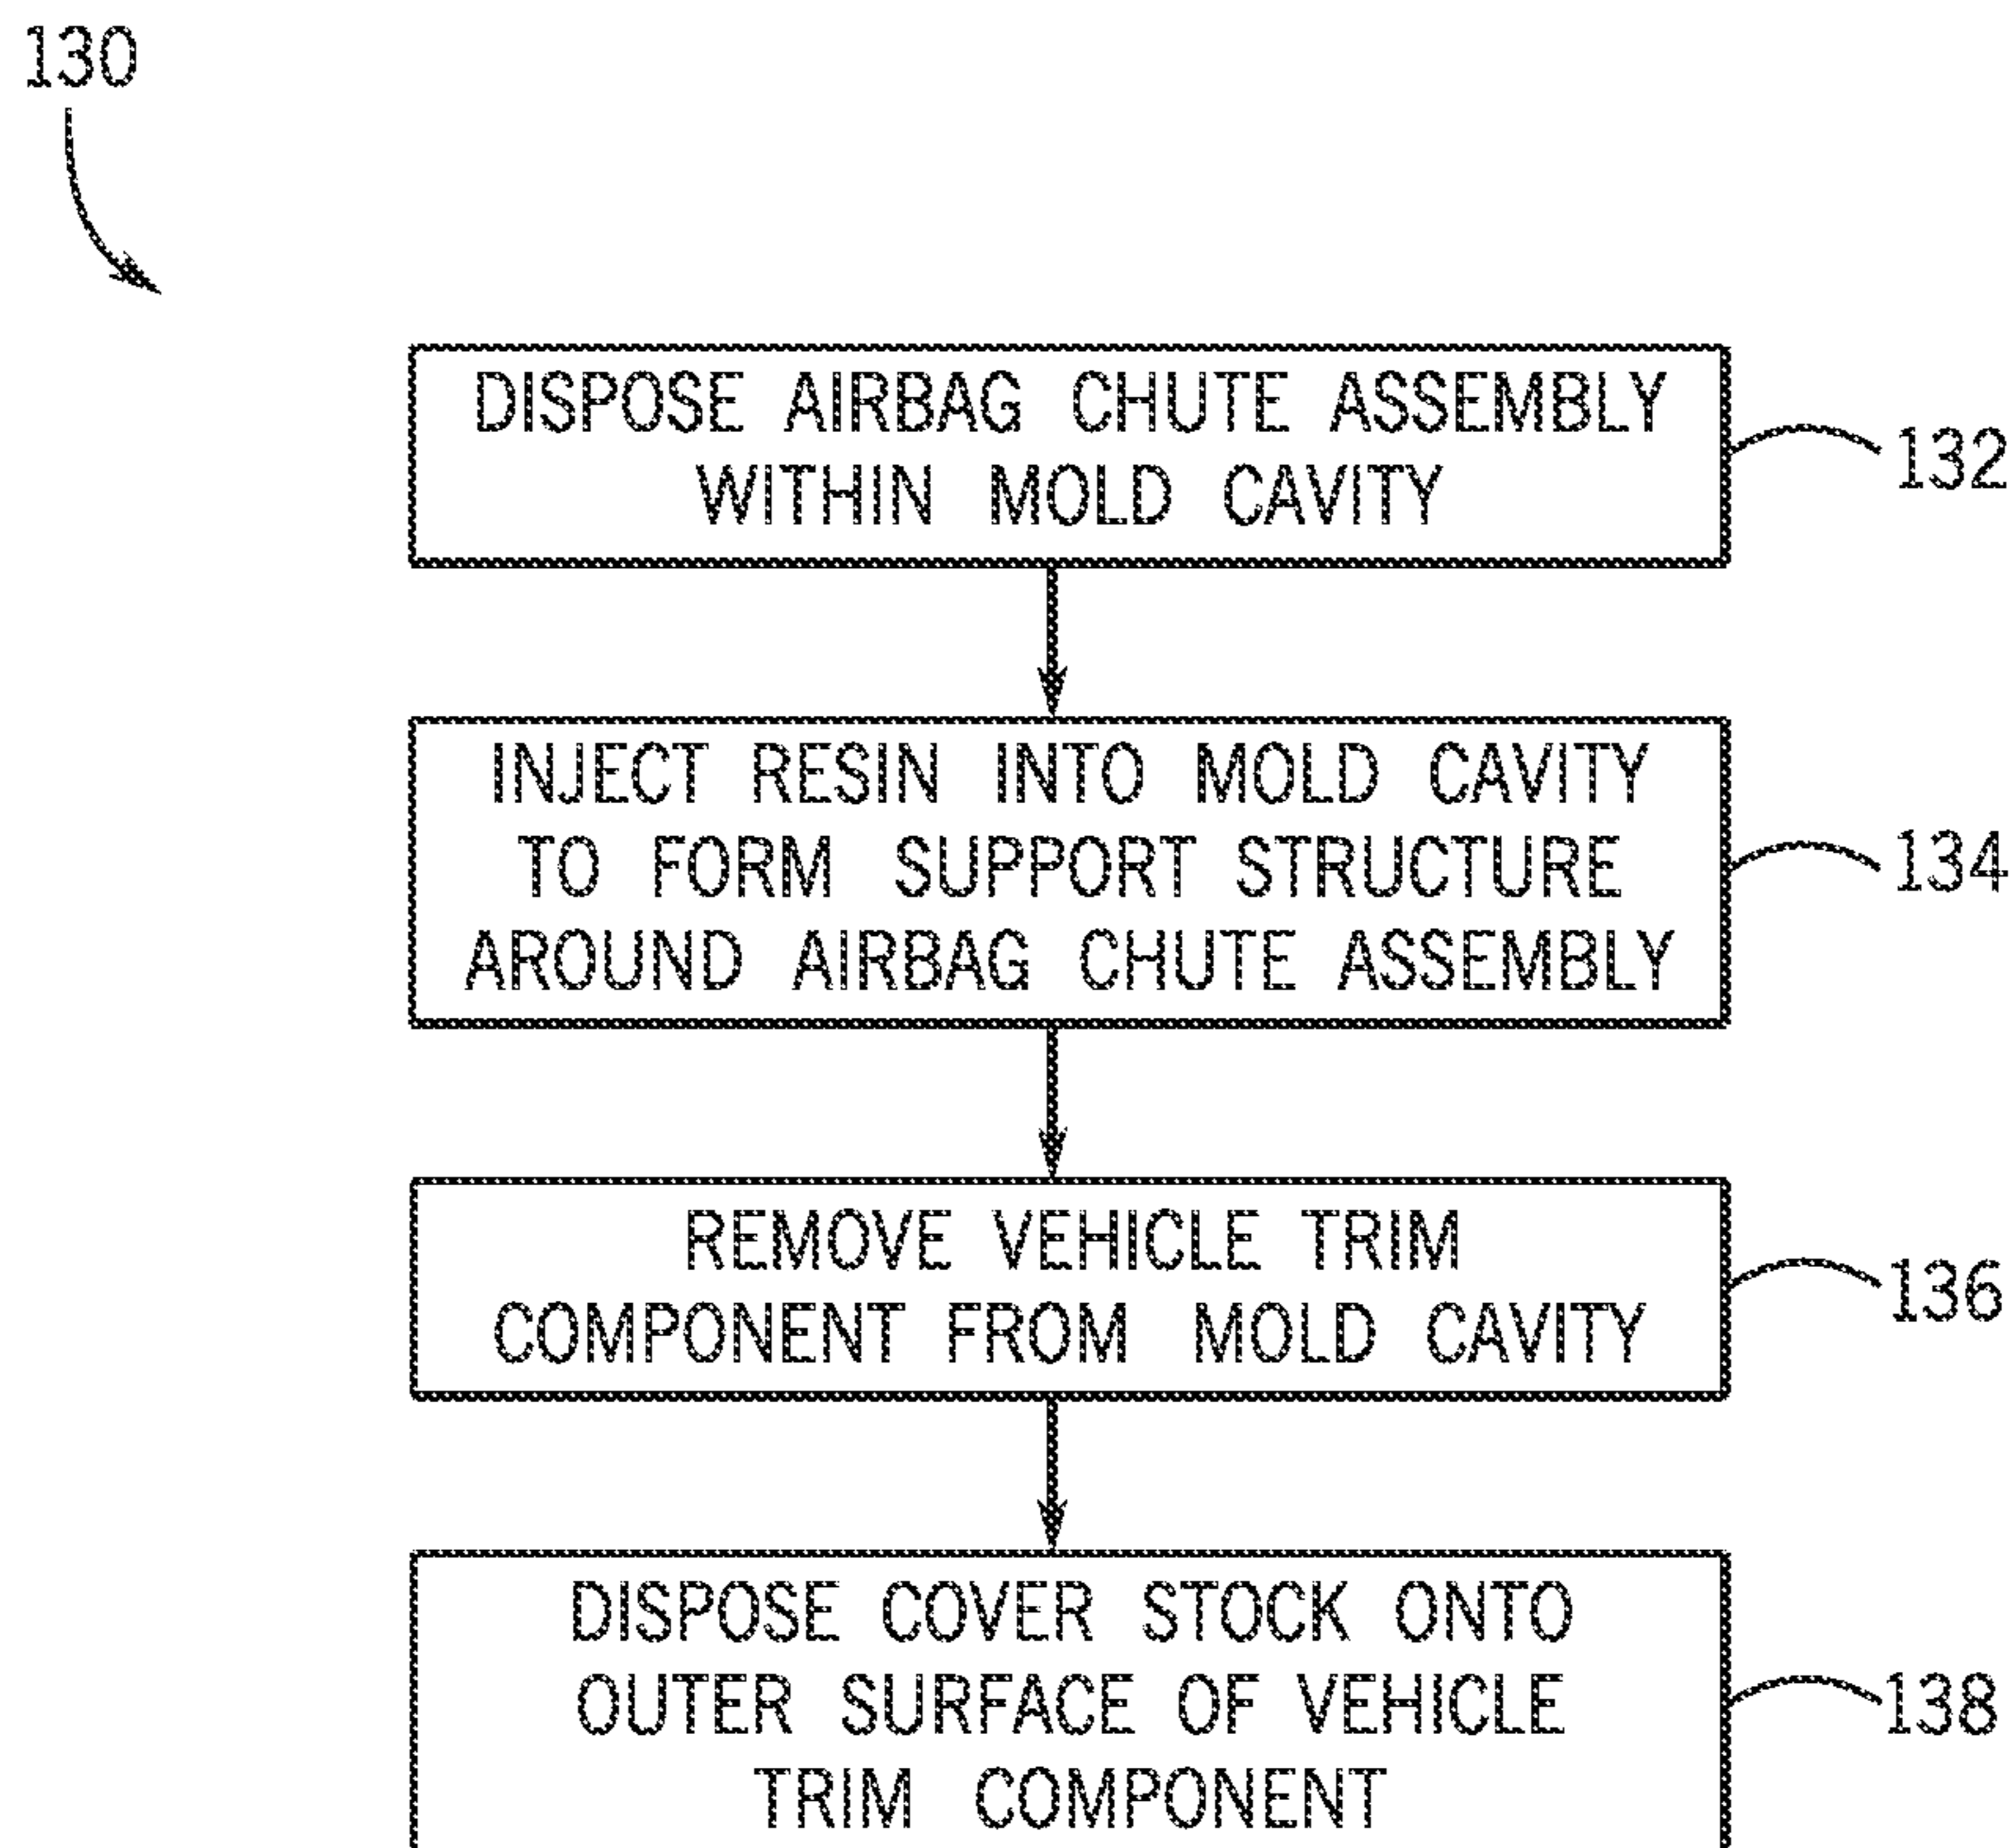 130
DISPOSE AIRBAG CHUTE ASSEMBLY
WITHIN MOLD CAVITY
132
INJECT RESIN INTO MOLD CAVITY
TO FORM SUPPORT STRUCTURE
AROUND AIRBAG CHUTE ASSEMBLY
134
REMOVE VEHICLE TRIM
COMPONENT FROM MOLD CAVITY
136
DISPOSE COVER STOCK ONTO
OUTER SURFACE OF VEHICLE
TRIM COMPONENT
138